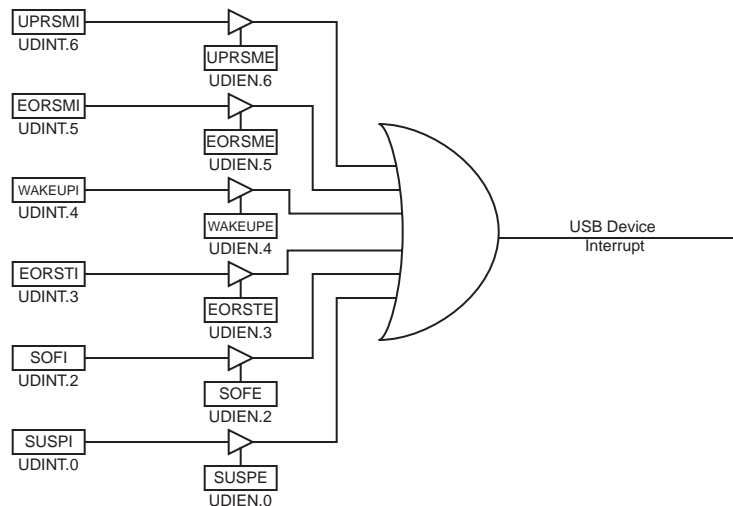 UPRSMI
UDINT.6
UPRSME
UDIEN.6
EORSMI
UDINT.5
EORSME
UDIEN.5
WAKEUPI
UDINT.4
WAKEUPE
UDIEN.4
EORSTI
UDINT.3
EORSTE
UDIEN.3
SOFI
UDINT.2
SOFE
UDIEN.2
SUSPI
UDINT.0
SUSPE
UDIEN.0
USB Device
Interrupt